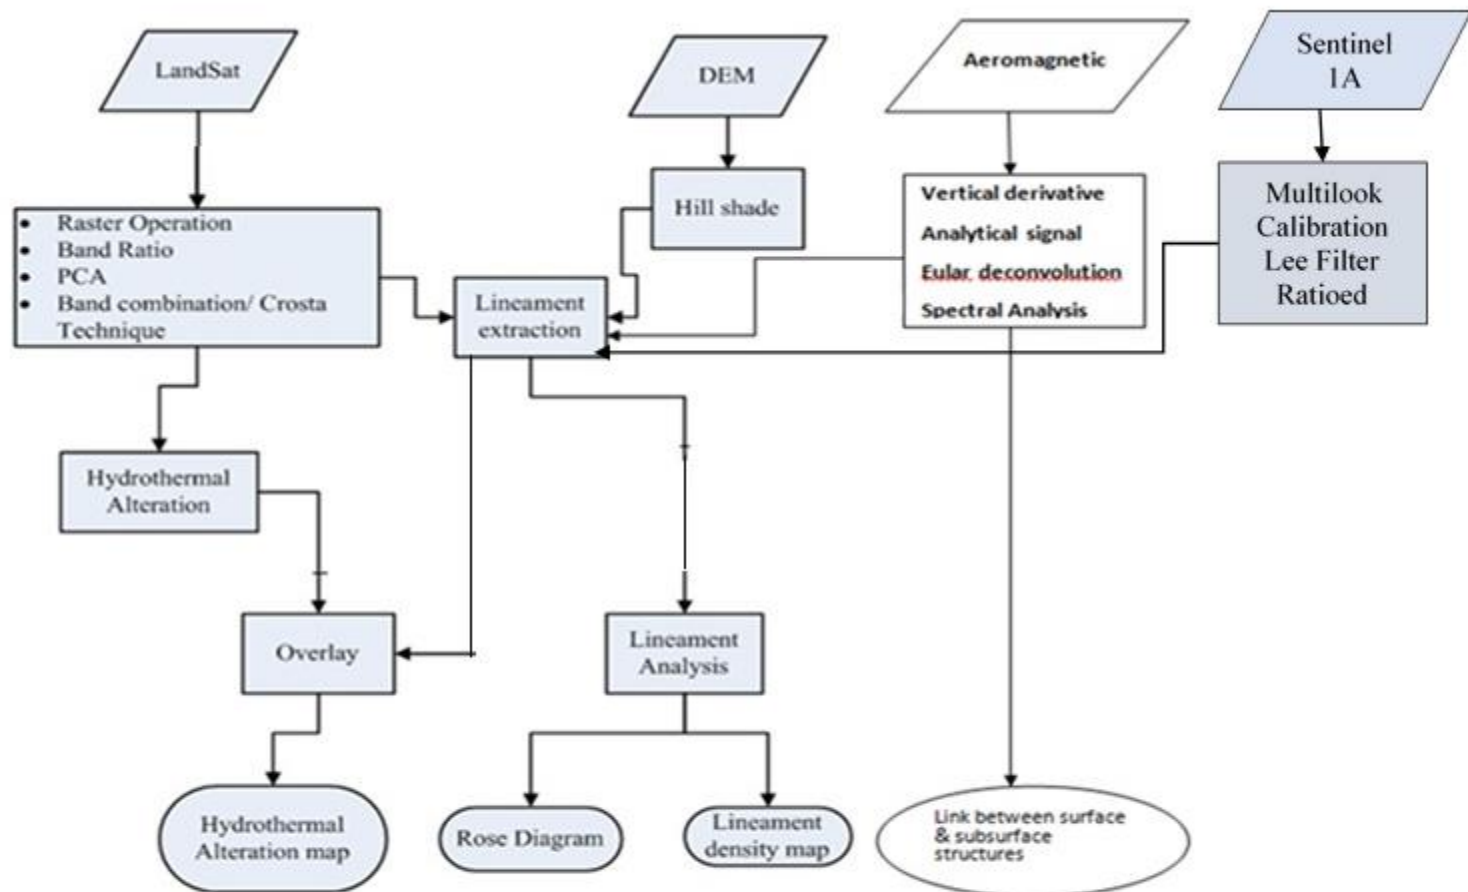 LandSat
DEM
Aeromagnetic
Sentinel
1A
• Raster Operation
• Band Ratio
• PCA
• Band combination/ Crosta
Technique
Hill shade
Vertical derivative
Analytical signal
Eular deconvolution
Spectral Analysis
Multilook
Calibration
Lee Filter
Ratioed
Lineament
extraction
Hydrothermal
Alteration
Overlay
Lineament
Analysis
Hydrothermal
Alteration map
Rose Diagram
Lineament
density map
Link between surface
& subsurface
structures